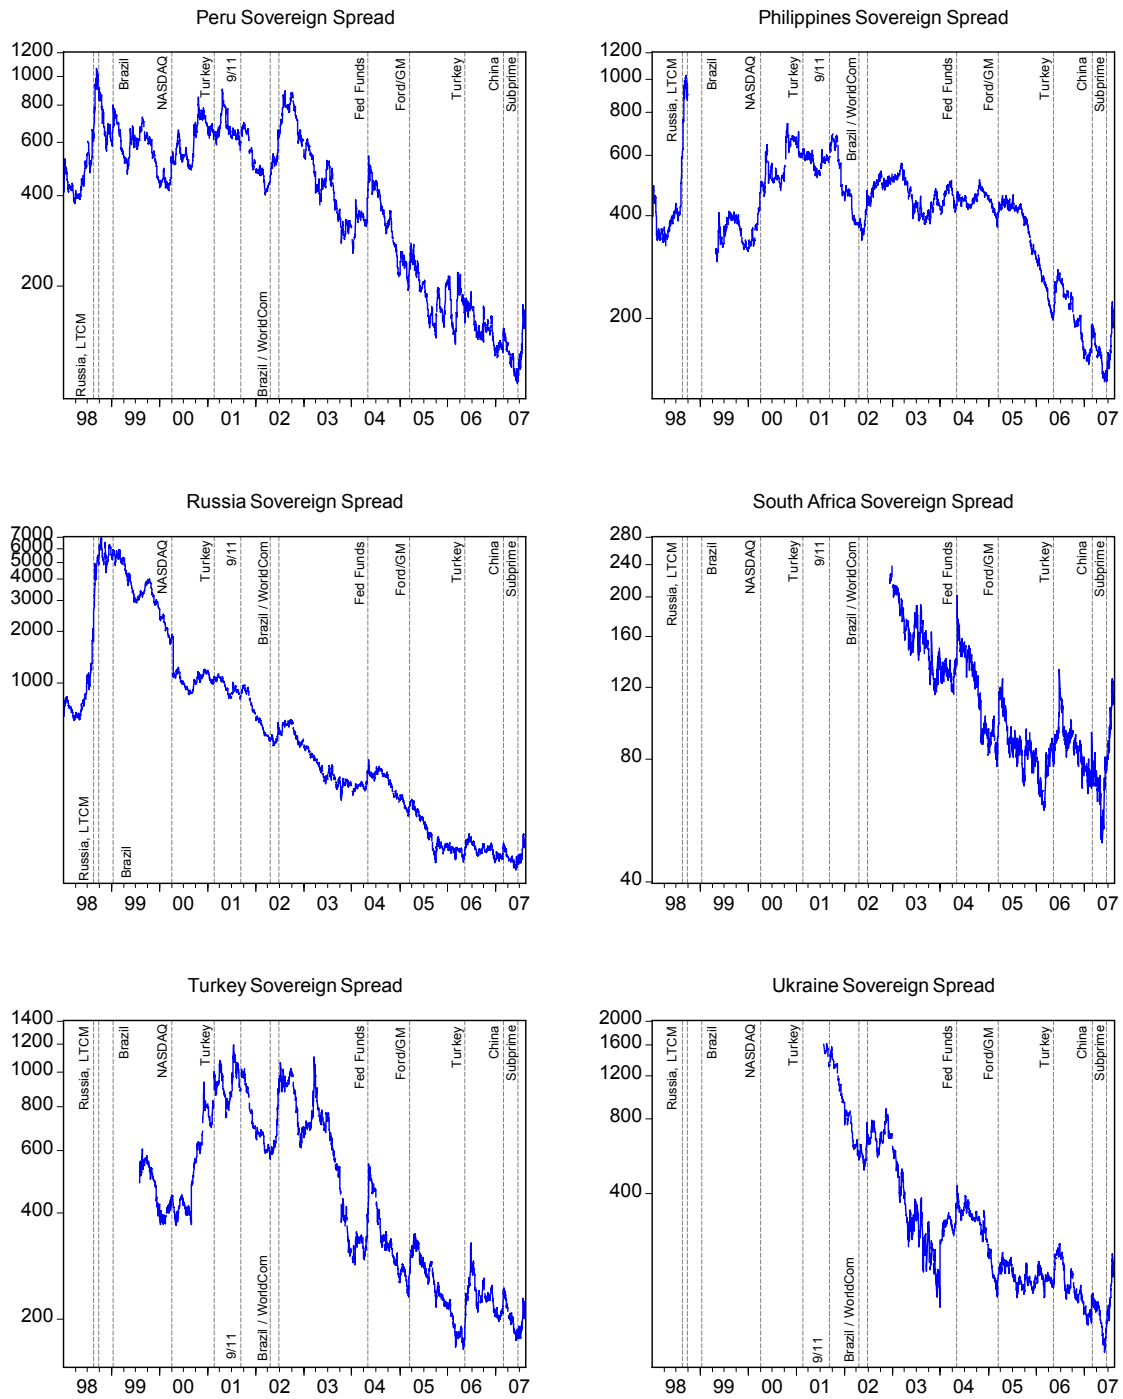 Peru Sovereign Spread
1200
1000
800
600
400
200
Russia, LTCM
Brazil
NASDAQ
Turkey
9/11
Brazil / WorldCom
Fed Funds
Ford/GM
Turkey
China
Subprime
98 99 00 01 02 03 04 05 06 07
Philippines Sovereign Spread
1200
1000
800
600
400
200
Russia, LTCM
Brazil
NASDAQ
Turkey
9/11
Brazil / WorldCom
Fed Funds
Ford/GM
Turkey
China
Subprime
98 99 00 01 02 03 04 05 06 07
Russia Sovereign Spread
7000
6000
5000
4000
3000
2000
1000
Russia, LTCM
Brazil
NASDAQ
Turkey
9/11
Brazil / WorldCom
Fed Funds
Ford/GM
Turkey
China
Subprime
98 99 00 01 02 03 04 05 06 07
South Africa Sovereign Spread
280
240
200
160
120
80
40
Russia, LTCM
Brazil
NASDAQ
Turkey
9/11
Brazil / WorldCom
Fed Funds
Ford/GM
Turkey
China
Subprime
98 99 00 01 02 03 04 05 06 07
Turkey Sovereign Spread
1400
1200
1000
800
600
400
200
Russia, LTCM
Brazil
NASDAQ
Turkey
9/11
Brazil / WorldCom
Fed Funds
Ford/GM
Turkey
China
Subprime
98 99 00 01 02 03 04 05 06 07
Ukraine Sovereign Spread
2000
1600
1200
800
400
Russia, LTCM
Brazil
NASDAQ
Turkey
9/11
Brazil / WorldCom
Fed Funds
Ford/GM
Turkey
China
Subprime
98 99 00 01 02 03 04 05 06 07